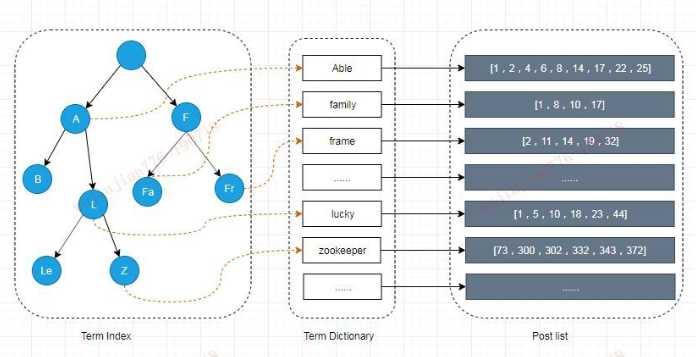 Able
[1 , 2 , 4 , 6 , 8 , 14 , 17 , 22 , 25]
A
F
family
[1 , 8 , 10 , 17]
frame
[2 , 11 , 14 , 19 , 32]
B
Fa
Fr
......
......
L
lucky
[1 , 5 , 10 , 18 , 23 , 44]
zookeeper
[73 , 300 , 302 , 332 , 343 , 372]
Le
Z
......
......
Term Index
Term Dictionary
Post list